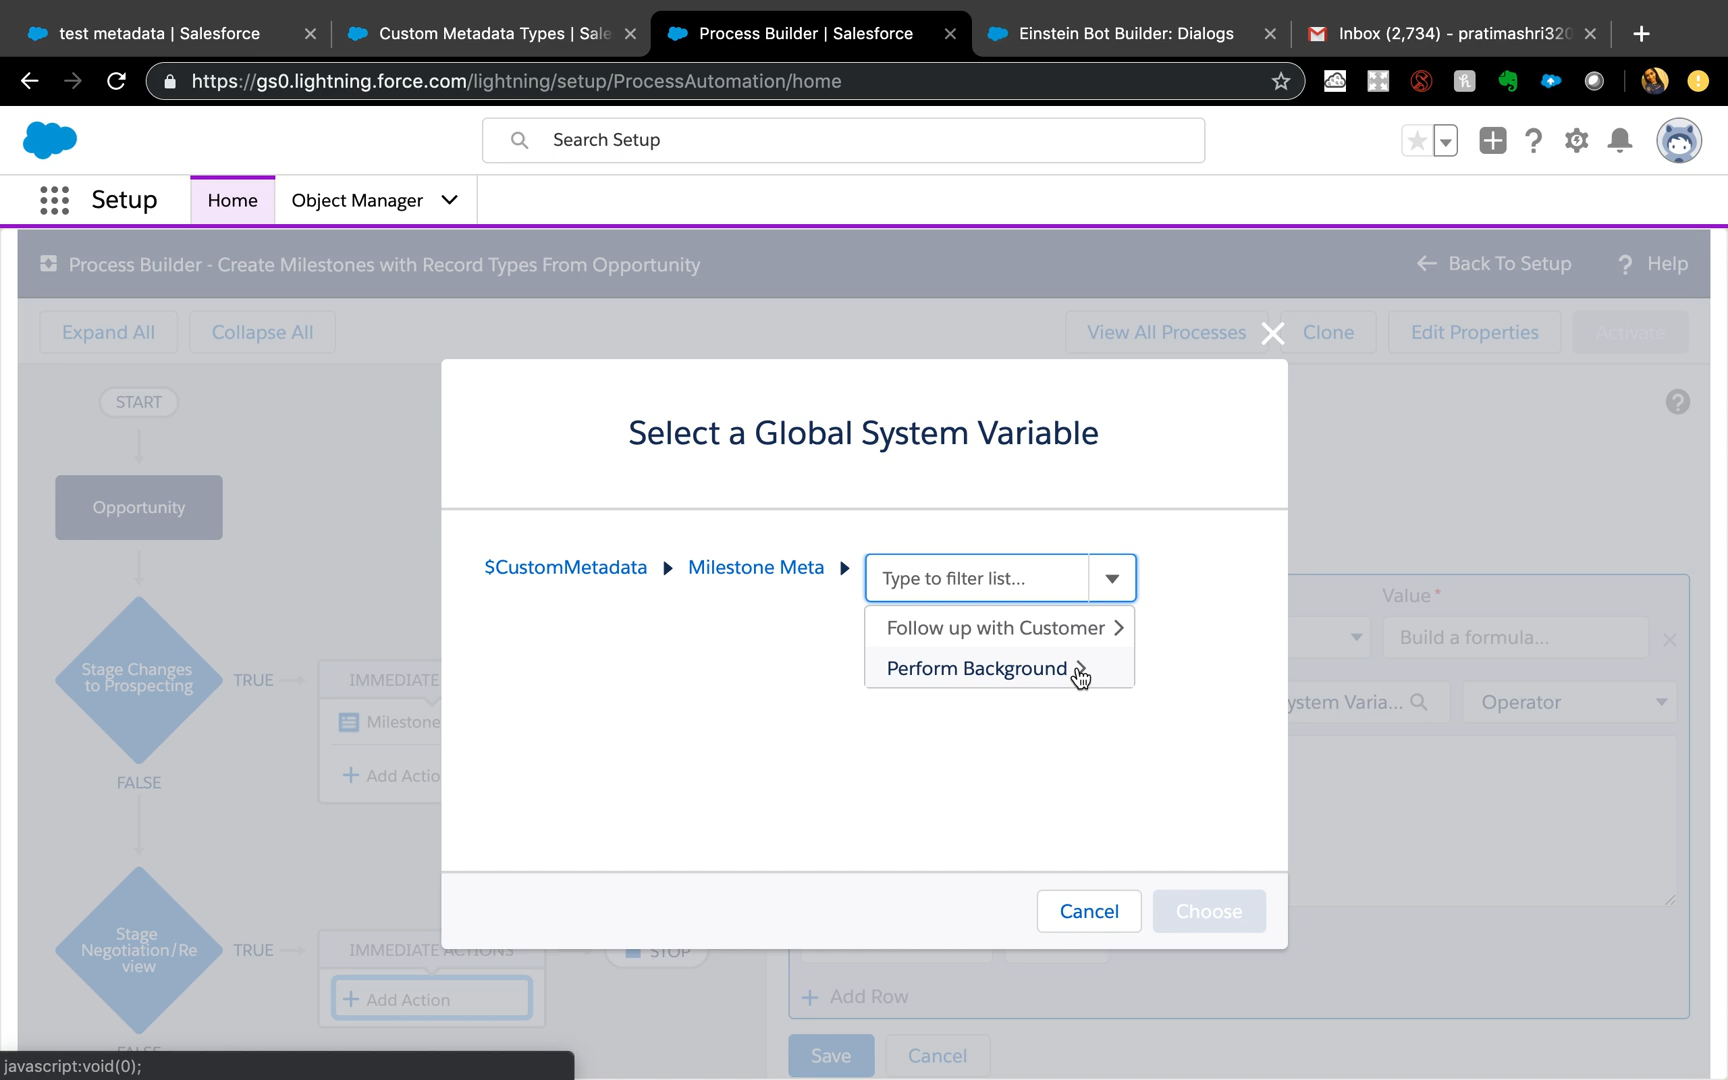 test metadata | Salesforce
Custom Metadata Types | Sale
Process Builder | Salesforce
Einstein Bot Builder: Dialogs
Inbox (2,734) - pratimashri320
https://gs0.lightning.force.com/lightning/setup/ProcessAutomation/home
Search Setup
Setup
Home
Object Manager
Process Builder - Create Milestones with Record Types From Opportunity
Back To Setup
? Help
Expand All
Collapse All
View All Processes
Clone
Edit Properties
Activate
START
Opportunity
Stage Changes
to Prospecting
TRUE
IMMEDIATE
Milestone
+ Add Actio
FALSE
Stage
Negotiation/Re
view
TRUE
IMMEDIATE ACTIONS
+ Add Action
STOP
FALSE
Select a Global System Variable
$CustomMetadata
Milestone Meta
Type to filter list...
Follow up with Customer >
Perform Background >
Cancel
Choose
Value*
Build a formula...
ystem Varia...
Operator
+ Add Row
Save
Cancel
javascript:void(0);